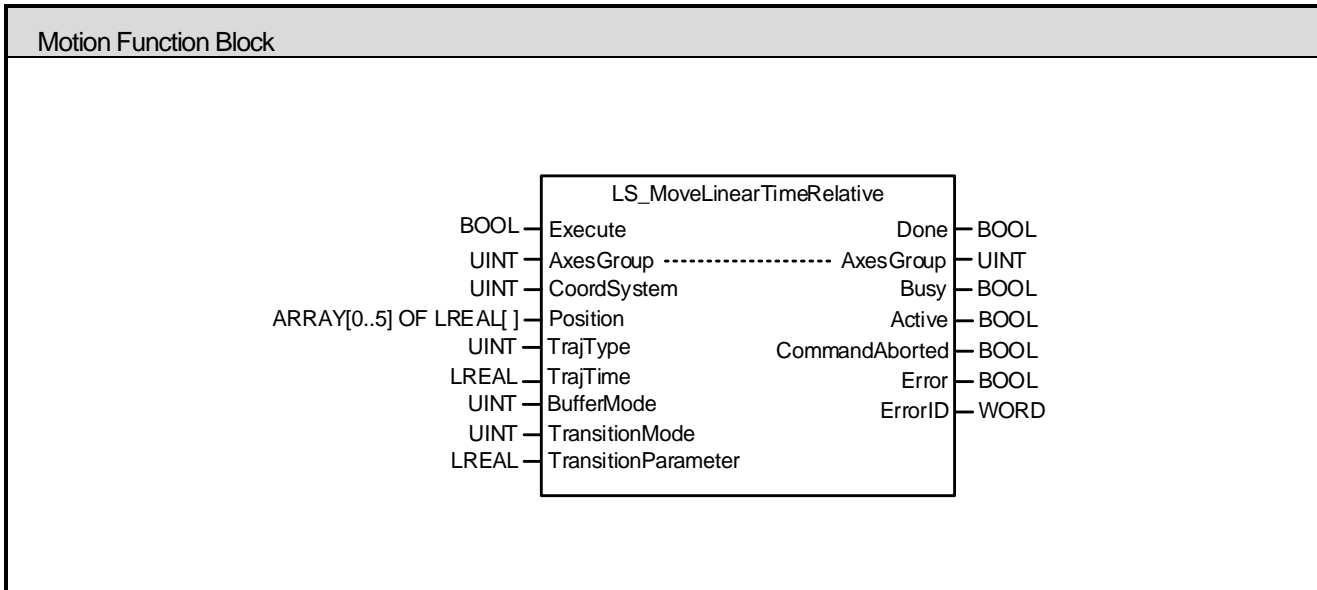 Motion Function Block
LS_MoveLinearTimeRelative
BOOL Execute Done BOOL
UINT AxesGroup AxesGroup UINT
UINT CoordSystem Busy BOOL
ARRAY[0..5] OF LREAL[ ] Position Active BOOL
UINT TrajType CommandAborted BOOL
LREAL TrajTime Error BOOL
UINT BufferMode ErrorID WORD
UINT TransitionMode
LREAL TransitionParameter